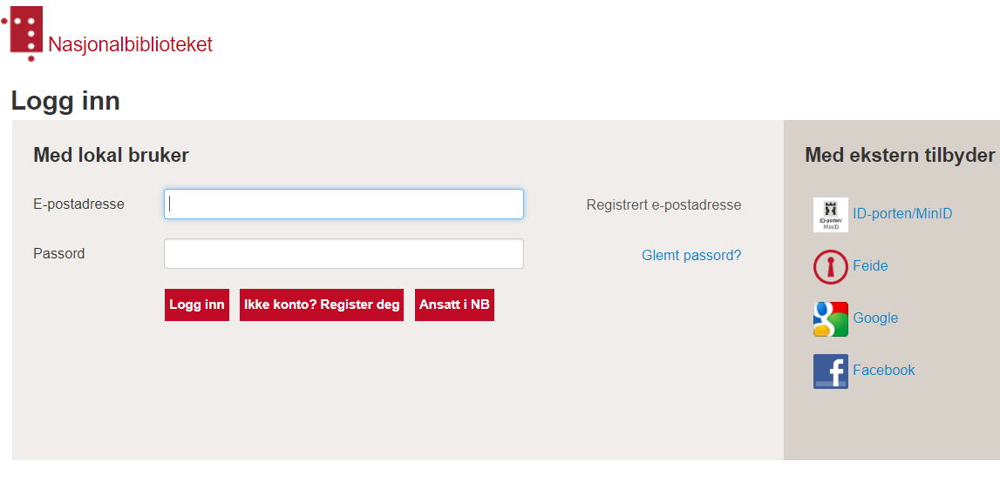 Nasjonalbiblioteket
Logg inn
Med lokal bruker
E-postadresse
Registrert e-postadresse
Passord
Glemt passord?
Logg inn
Ikke konto? Register deg
Ansatt i NB
Med ekstern tilbyder
ID-porten/
MinID
ID-porten/MinID
Feide
Google
Facebook